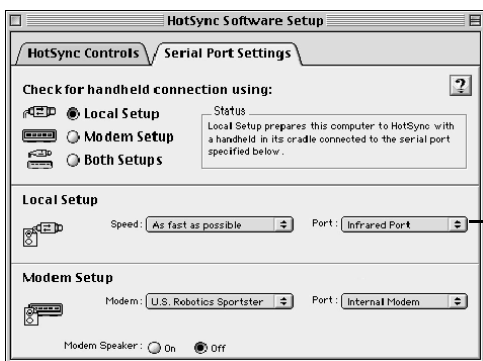 HotSync Software Setup
HotSync Controls
Serial Port Settings
Check for handheld connection using:
?
Local Setup
Modem Setup
Both Setups
Status
Local Setup prepares this computer to HotSync with
a handheld in its cradle connected to the serial port
specified below.
Local Setup
Speed: As fast as possible
Port: Infrared Port
Modem Setup
Modem: U.S. Robotics Sportster
Port: Internal Modem
Modem Speaker: On Off